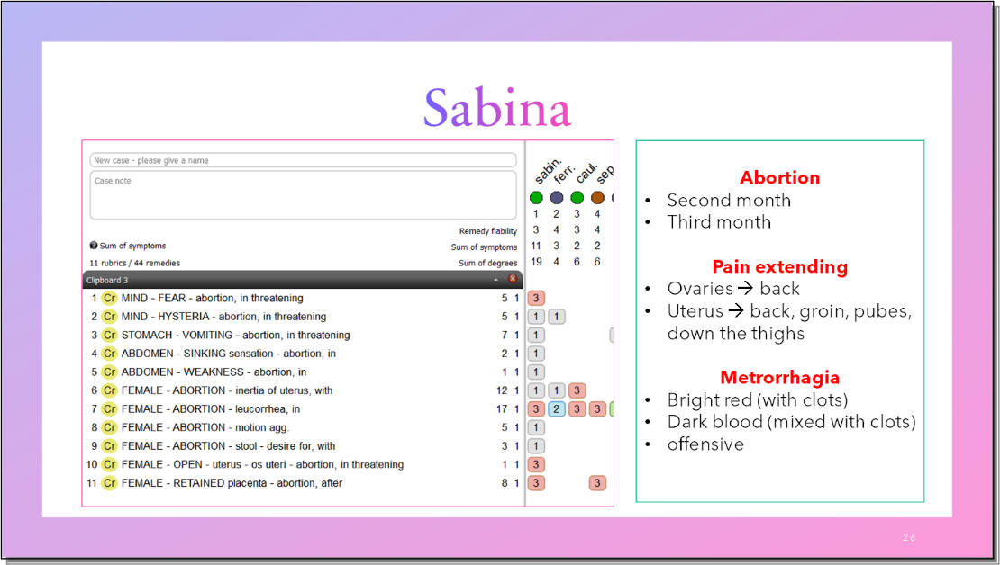 Sabina
New case - please give a name
Case note
sabin.
ferr.
caul.
sep
1 2 3 4
Remedy fiability 3 4 3 4
? Sum of symptoms Sum of symptoms 11 3 2 2
11 rubrics / 44 remedies Sum of degrees 19 4 6 6
Clipboard 3
1 Cr MIND - FEAR - abortion, in threatening 5 1 3
2 Cr MIND - HYSTERIA - abortion, in threatening 5 1 1 1
3 Cr STOMACH - VOMITING - abortion, in threatening 7 1 1
4 Cr ABDOMEN - SINKING sensation - abortion, in 2 1 1
5 Cr ABDOMEN - WEAKNESS - abortion, in 1 1 1
6 Cr FEMALE - ABORTION - inertia of uterus, with 12 1 1 1 3
7 Cr FEMALE - ABORTION - leucorrhea, in 17 1 3 2 3 3
8 Cr FEMALE - ABORTION - motion agg. 5 1 1
9 Cr FEMALE - ABORTION - stool - desire for, with 3 1 1
10 Cr FEMALE - OPEN - uterus - os uteri - abortion, in threatening 1 1 3
11 Cr FEMALE - RETAINED placenta - abortion, after 8 1 3 3
Abortion
• Second month
• Third month
Pain extending
• Ovaries → back
• Uterus → back, groin, pubes,
down the thighs
Metrorrhagia
• Bright red (with clots)
• Dark blood (mixed with clots)
• offensive
26